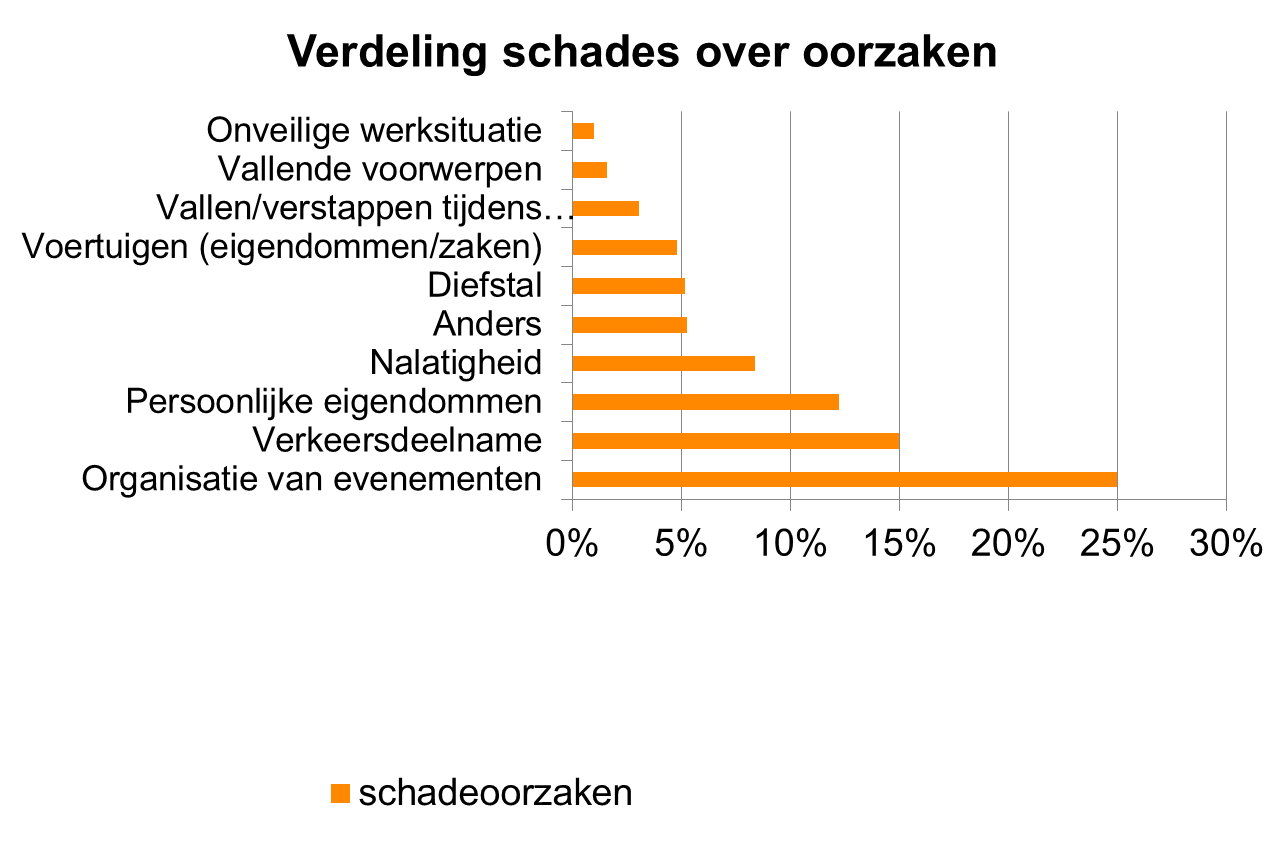 Verdeling schades over oorzaken
Onveilige werksituatie
Vallende voorwerpen
Vallen/verstappen tijdens…
Voertuigen (eigendommen/zaken)
Diefstal
Anders
Nalatigheid
Persoonlijke eigendommen
Verkeersdeelname
Organisatie van evenementen
0% 5% 10% 15% 20% 25% 30%
schadeoorzaken